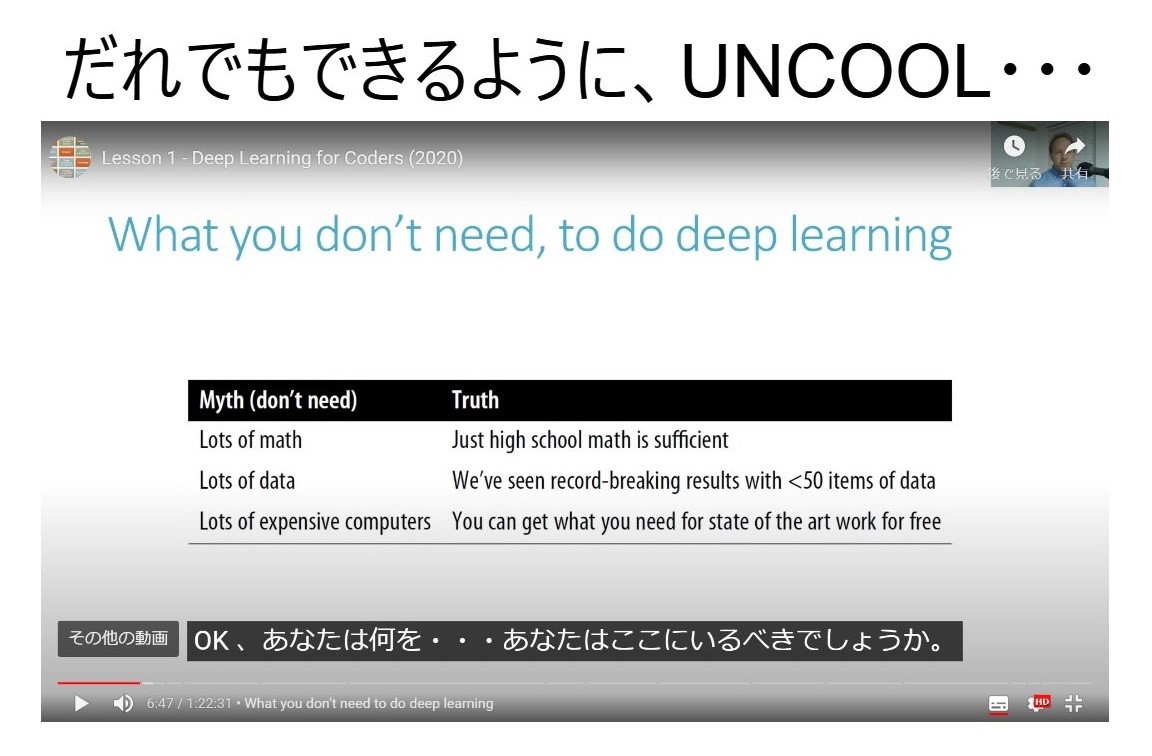 だれでもできるように、UNCOOL・・・
Lesson 1 - Deep Learning for Coders (2020)
後で見る 共有
What you don't need, to do deep learning
Myth (don't need) Truth
Lots of math Just high school math is sufficient
Lots of data We've seen record-breaking results with <50 items of data
Lots of expensive computers You can get what you need for state of the art work for free
その他の動画 OK 、あなたは何を・・・あなたはここにいるべきでしょうか。
6:47 / 1:22:31 • What you don't need to do deep learning
HD